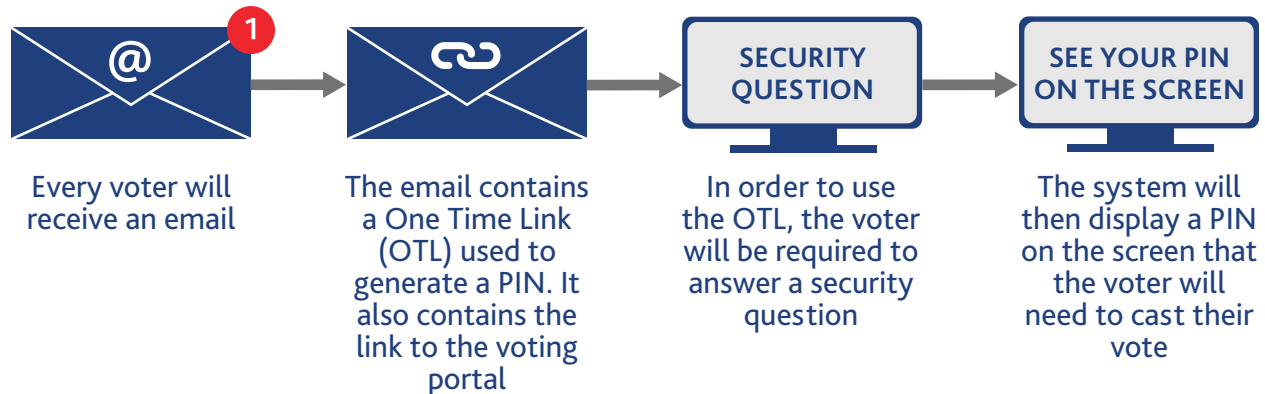 @
1
SECURITY
QUESTION
SEE YOUR PIN
ON THE SCREEN
Every voter will
receive an email
The email contains
a One Time Link
(OTL) used to
generate a PIN. It
also contains the
link to the voting
portal
In order to use
the OTL, the voter
will be required to
answer a security
question
The system will
then display a PIN
on the screen that
the voter will
need to cast their
vote